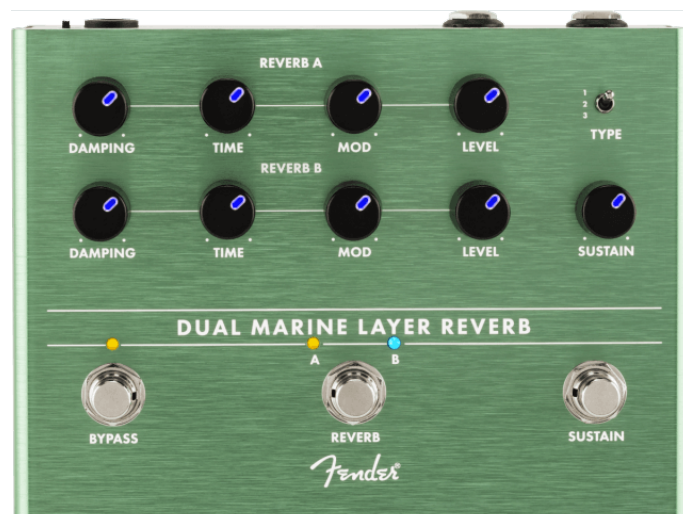 REVERB A
1
2
3
DAMPING TIME MOD LEVEL TYPE
REVERB B
DAMPING TIME MOD LEVEL SUSTAIN
DUAL MARINE LAYER REVERB
A B
BYPASS REVERB SUSTAIN
Fender®